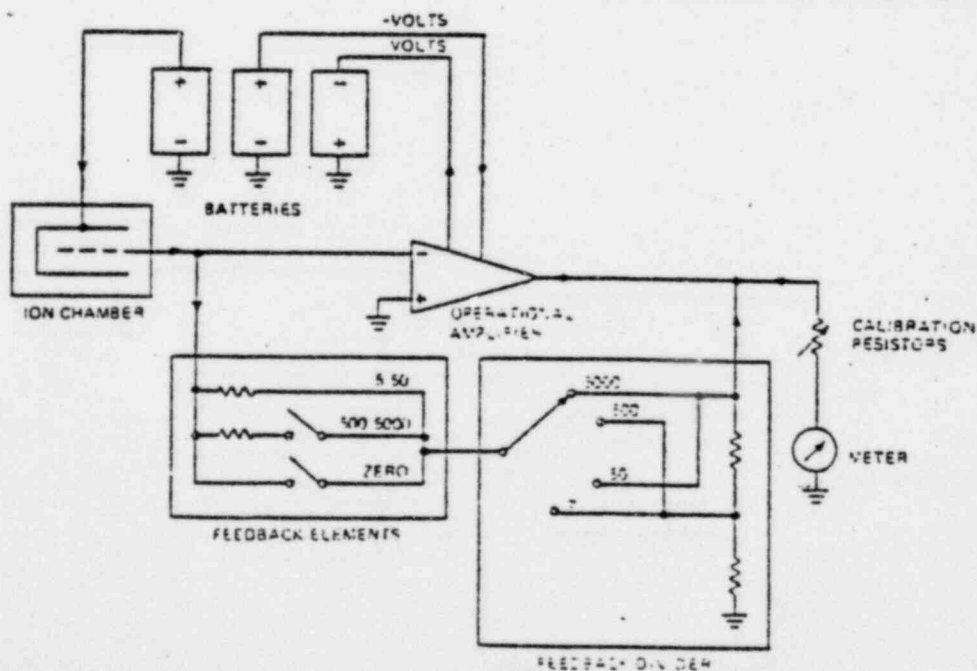 -VOLTS
VOLTS
+
+
-
-
-
+
BATTERIES
-
+
ION CHAMBER
OPERATIONAL
AMPLIFIER
CALIBRATION
RESISTORS
5 50
500 5000
ZERO
5000
500
50
METER
FEEDBACK ELEMENTS
FEEDBACK DIVIDER